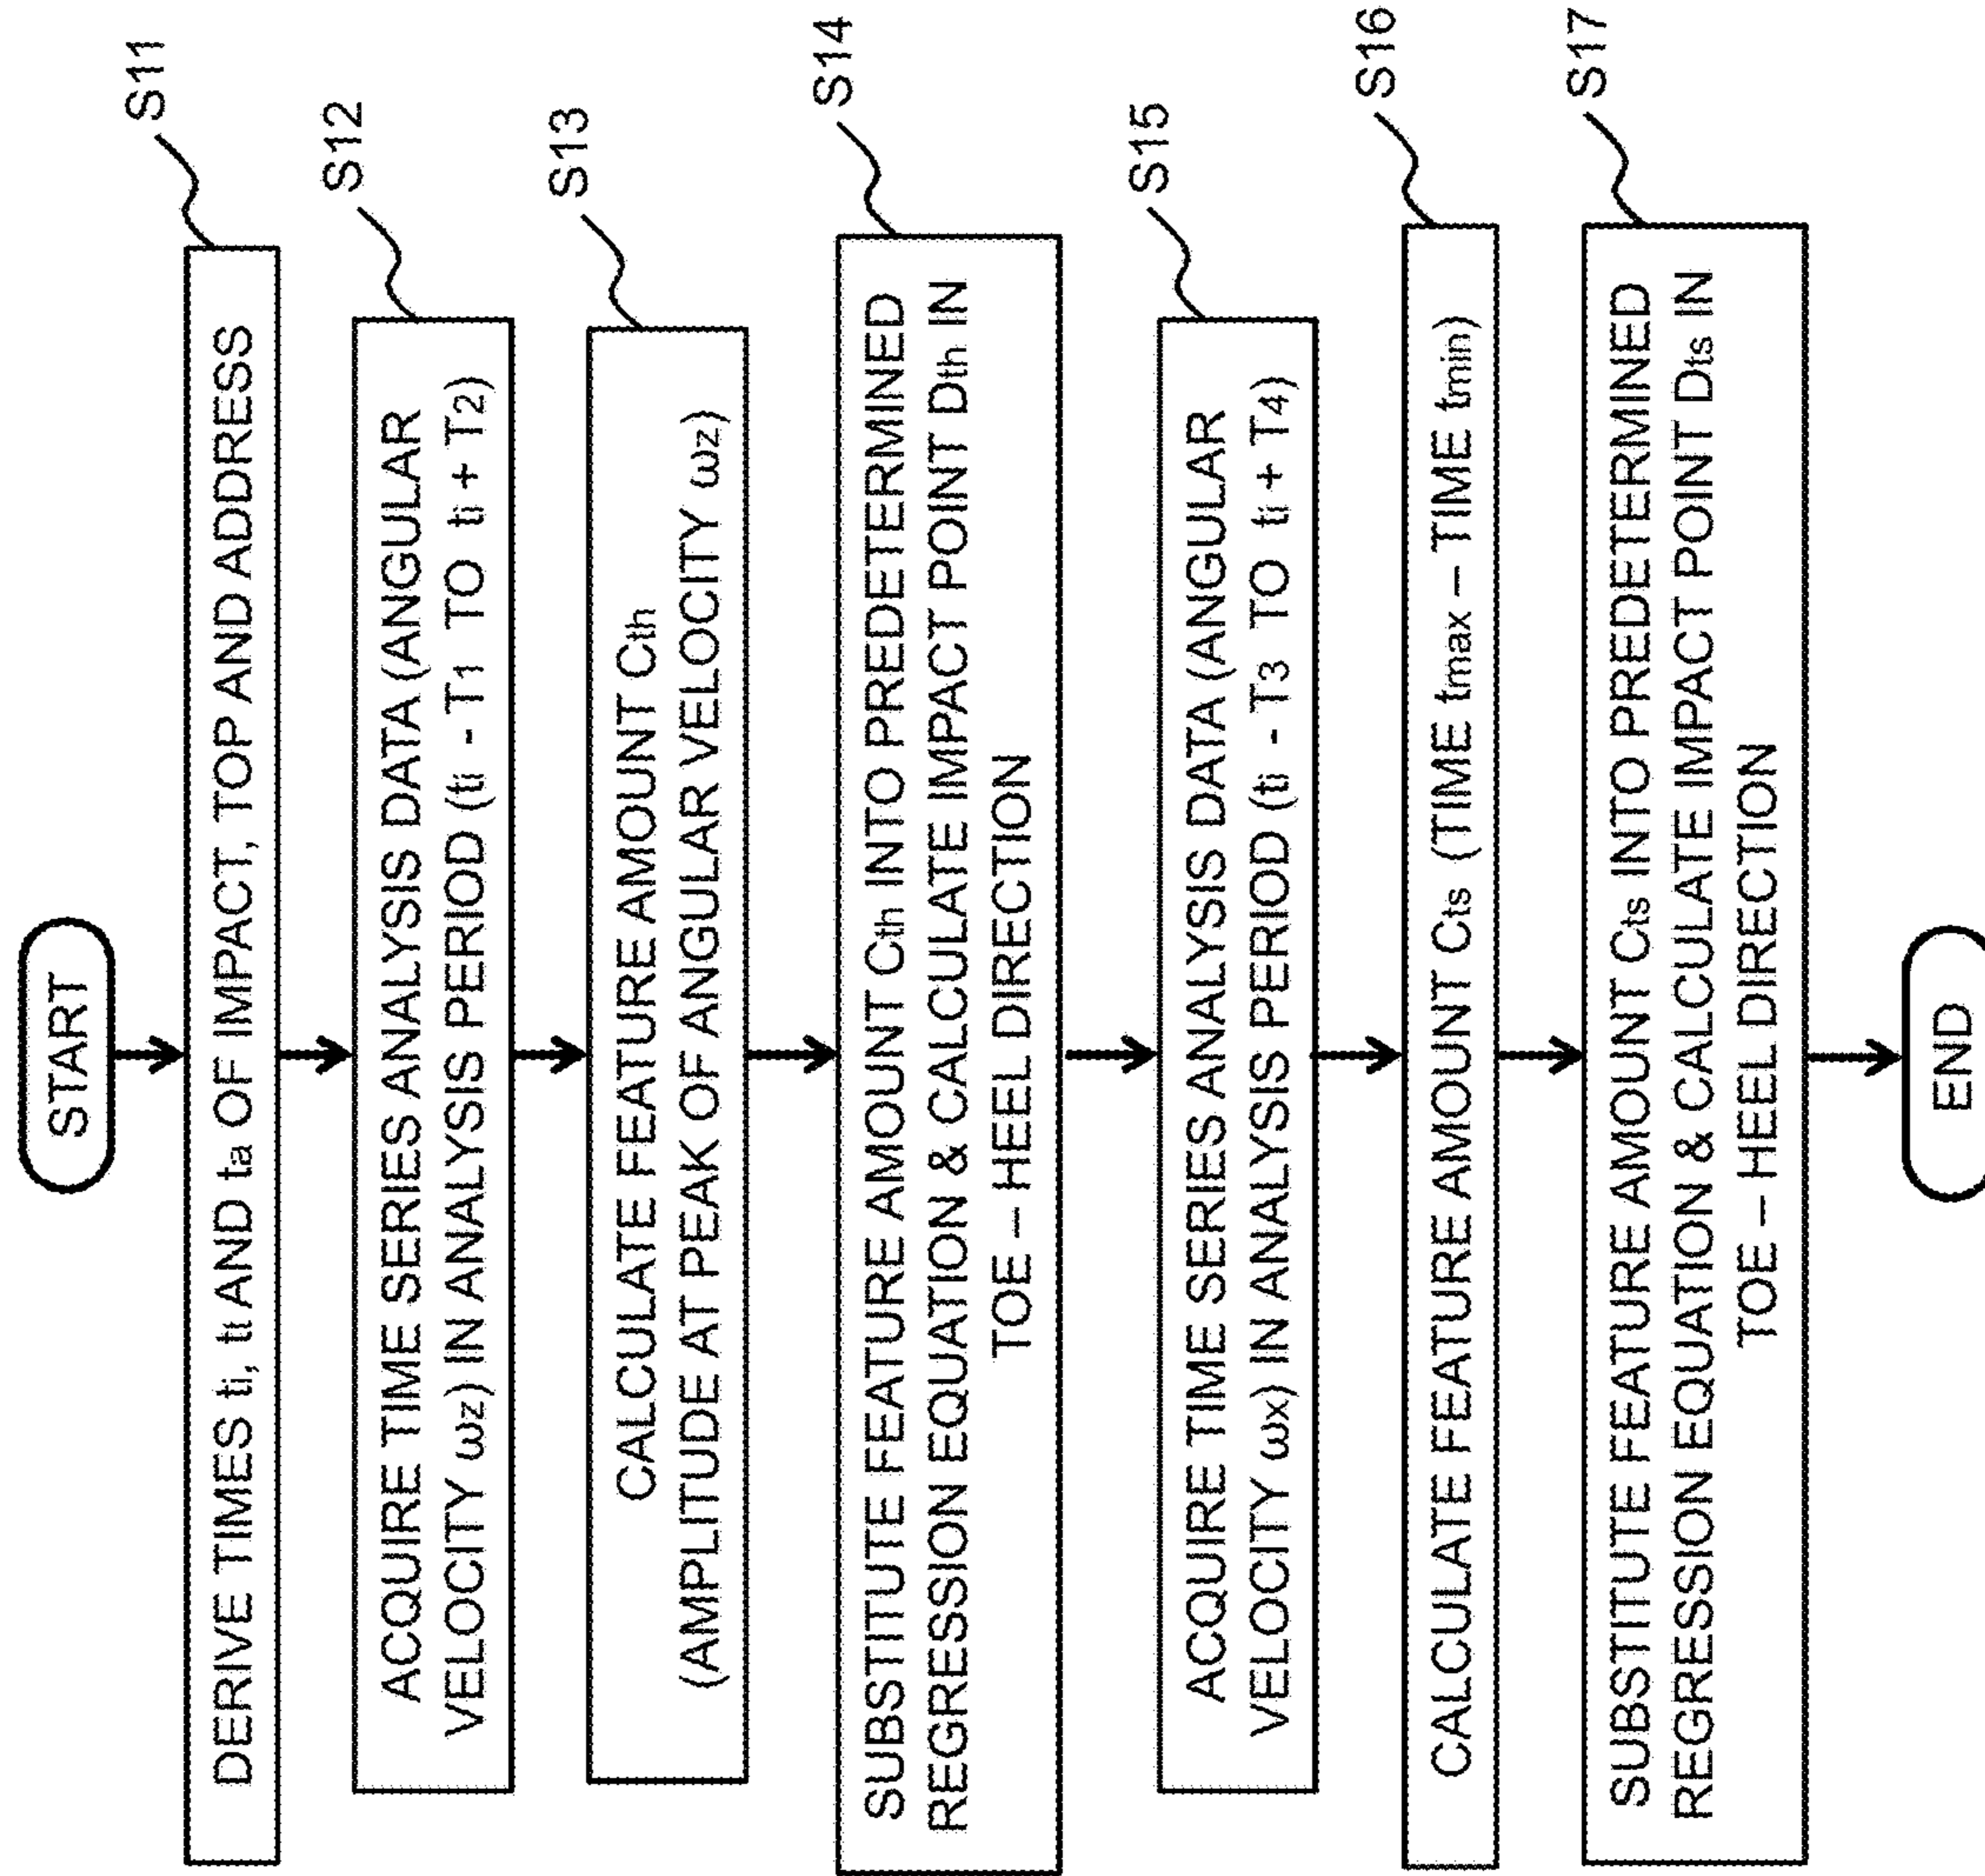 START
S11
DERIVE TIMES ti, tt AND ta OF IMPACT, TOP AND ADDRESS
S12
ACQUIRE TIME SERIES ANALYSIS DATA (ANGULAR
VELOCITY ωz) IN ANALYSIS PERIOD (ti - T1 TO ti + T2)
S13
CALCULATE FEATURE AMOUNT Cth
(AMPLITUDE AT PEAK OF ANGULAR VELOCITY ωz)
S14
SUBSTITUTE FEATURE AMOUNT Cth INTO PREDETERMINED
REGRESSION EQUATION & CALCULATE IMPACT POINT Dth IN
TOE – HEEL DIRECTION
S15
ACQUIRE TIME SERIES ANALYSIS DATA (ANGULAR
VELOCITY ωx) IN ANALYSIS PERIOD (ti - T3 TO ti + T4)
S16
CALCULATE FEATURE AMOUNT Cts (TIME tmax – TIME tmin)
S17
SUBSTITUTE FEATURE AMOUNT Cts INTO PREDETERMINED
REGRESSION EQUATION & CALCULATE IMPACT POINT Dts IN
TOE – HEEL DIRECTION
END